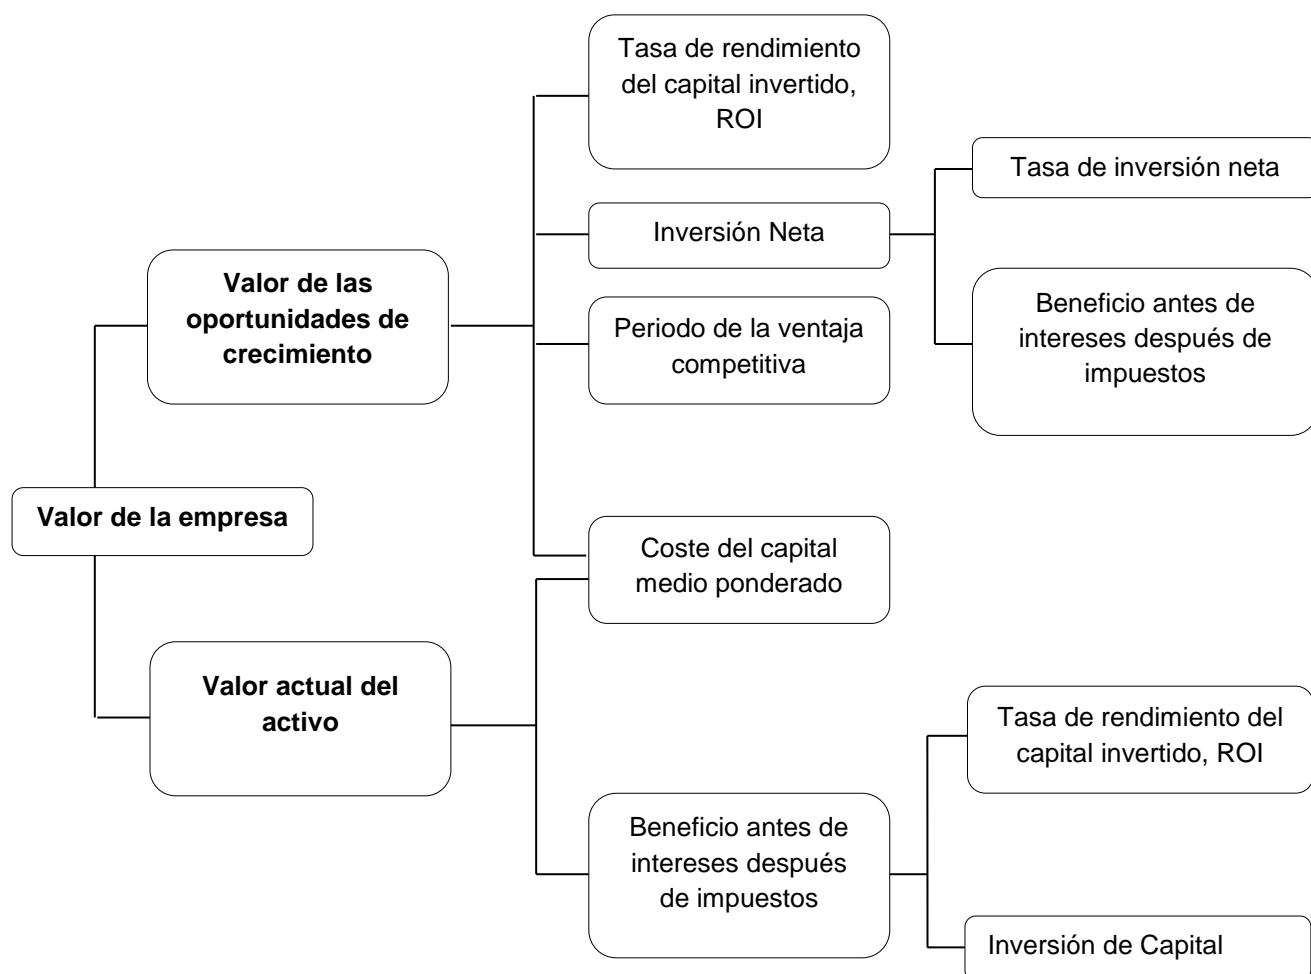 Tasa de rendimiento
del capital invertido,
ROI
Tasa de inversión neta
Inversión Neta
Valor de las
oportunidades de
crecimiento
Beneficio antes de
intereses después de
impuestos
Periodo de la ventaja
competitiva
Valor de la empresa
Coste del capital
medio ponderado
Valor actual del
activo
Tasa de rendimiento del
capital invertido, ROI
Beneficio antes de
intereses después
de impuestos
Inversión de Capital